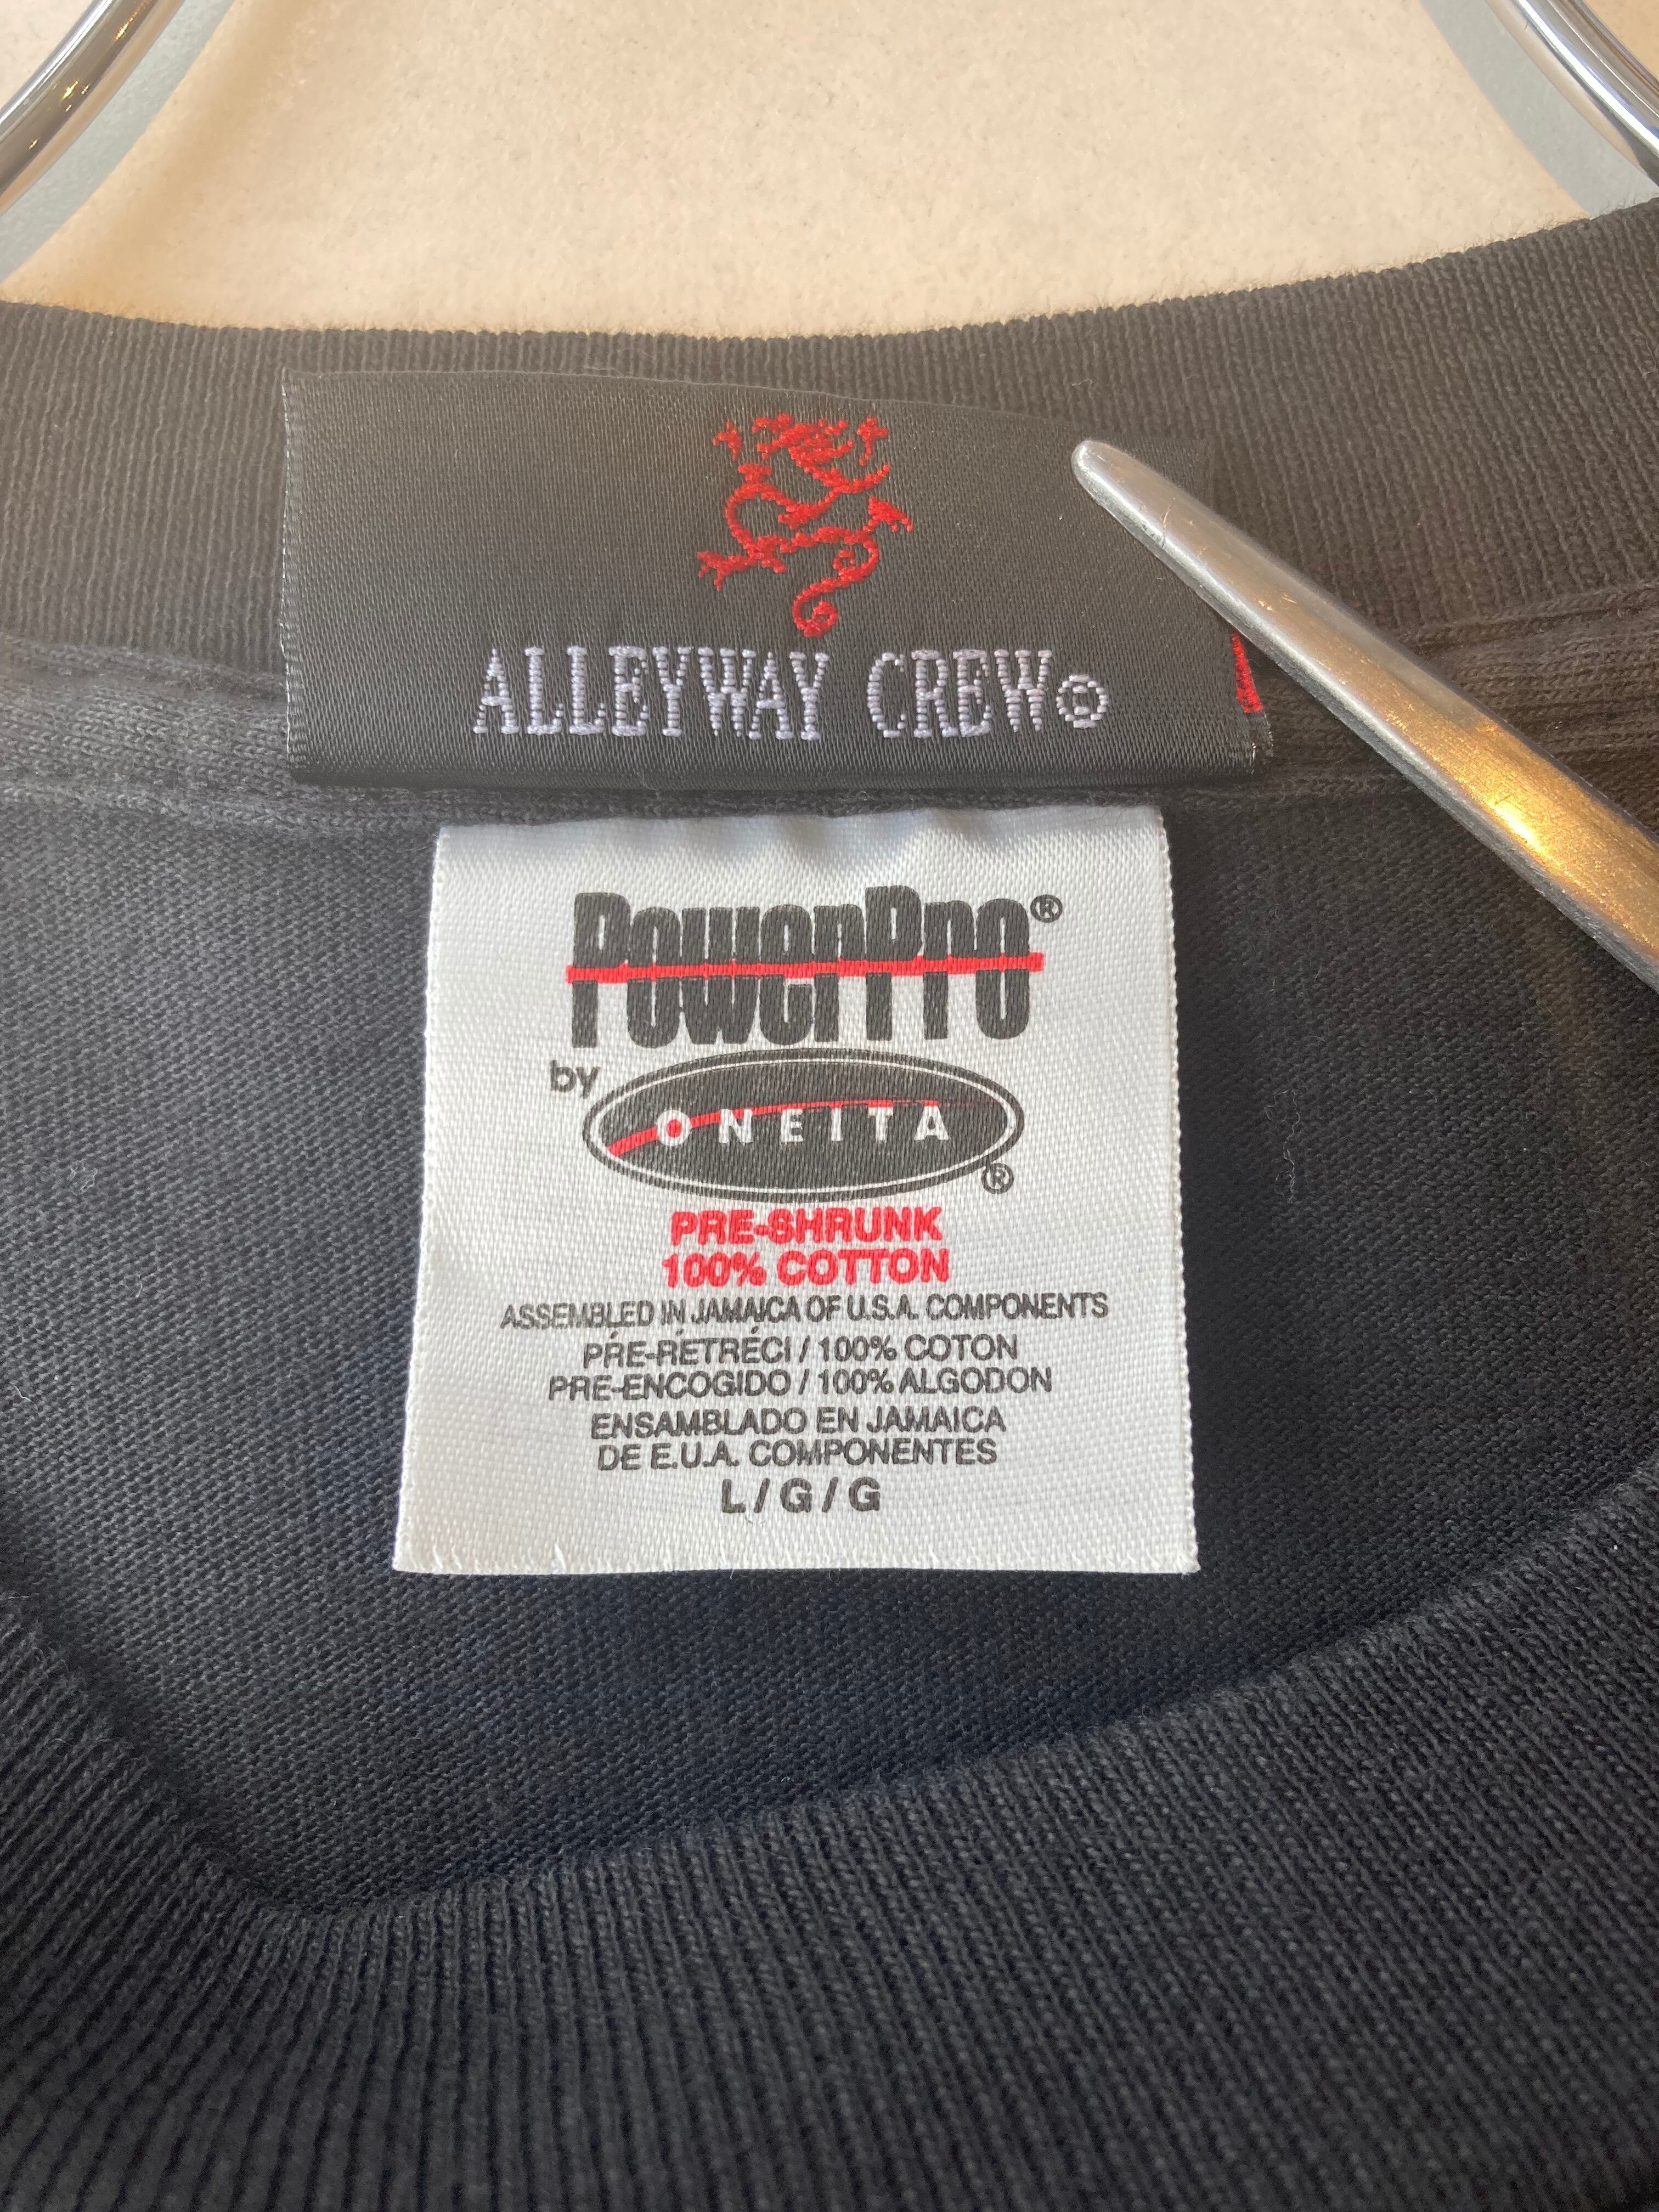 ALLEYWAY CREW©
PowerPro®
by
ONEITA
®
PRE-SHRUNK
100% COTTON
ASSEMBLED IN JAMAICA OF U.S.A. COMPONENTS
PRÉ-RÉTRÉCI / 100% COTON
PRE-ENCOGIDO / 100% ALGODON
ENSAMBLADO EN JAMAICA
DE E.U.A. COMPONENTES
L / G / G